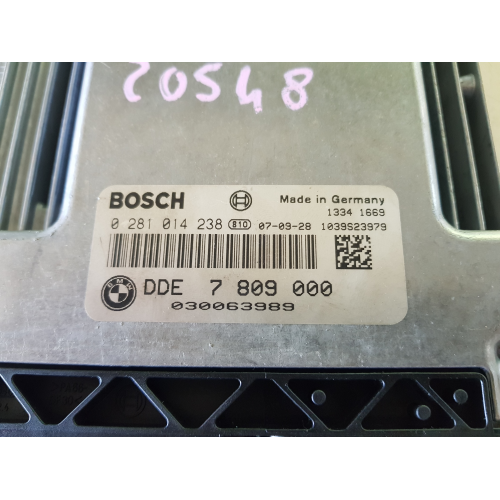 20548
BOSCH Made in Germany
1334 1669
0 281 014 238 810 07-09-28 1039S23979
BMW DDE 7 809 000
030063989